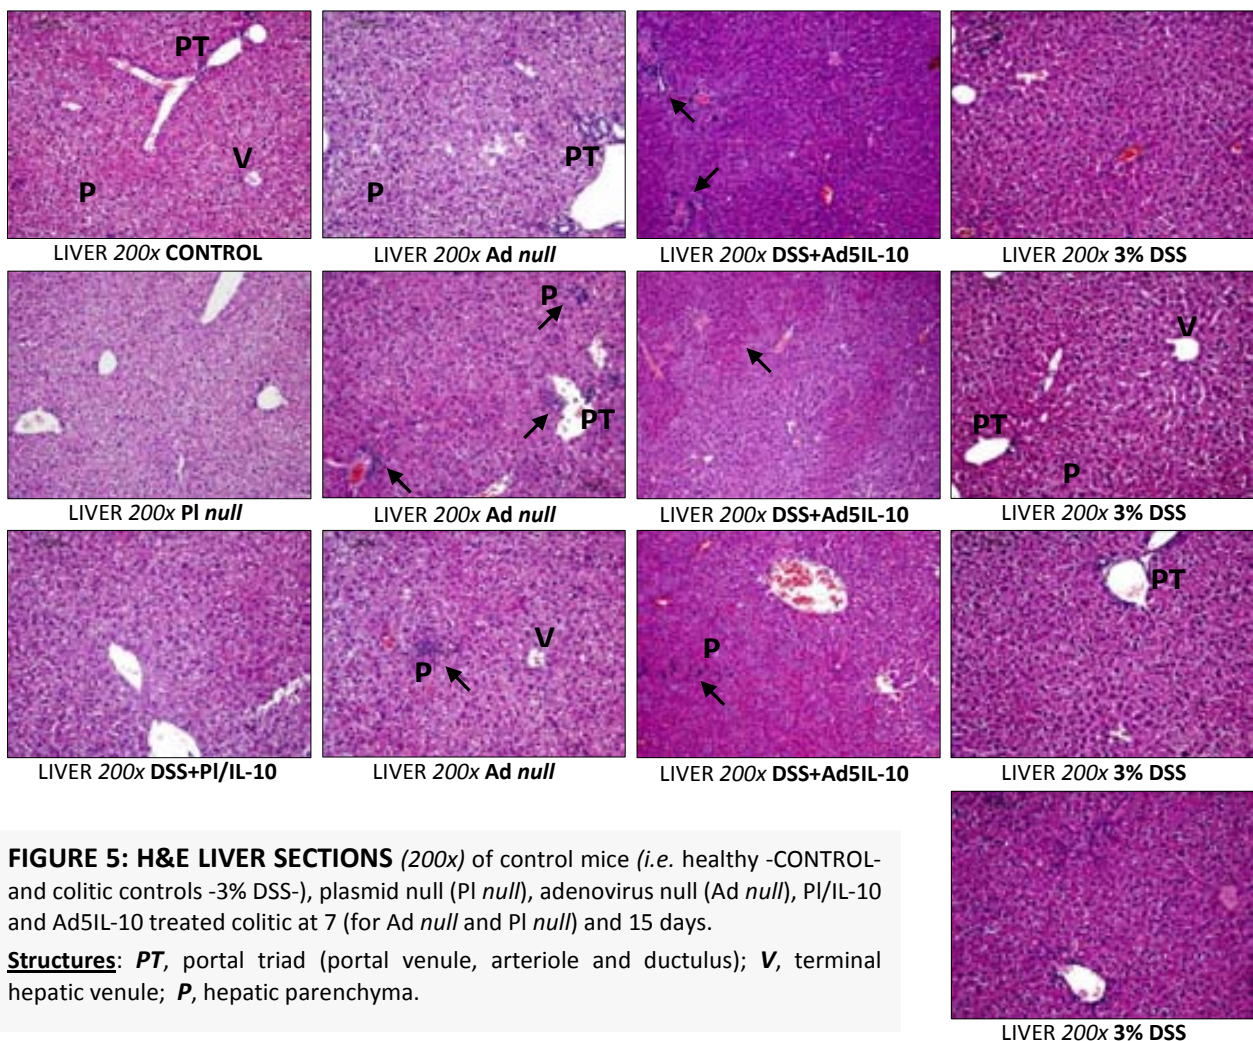 PT
V
P
PT
P
LIVER 200x CONTROL
LIVER 200x Ad null
LIVER 200x DSS+Ad5IL-10
LIVER 200x 3% DSS
P
PT
V
PT
P
LIVER 200x Pl null
LIVER 200x Ad null
LIVER 200x DSS+Ad5IL-10
LIVER 200x 3% DSS
V
P
P
PT
LIVER 200x DSS+Pl/IL-10
LIVER 200x Ad null
LIVER 200x DSS+Ad5IL-10
LIVER 200x 3% DSS
FIGURE 5: H&E LIVER SECTIONS (200x) of control mice (i.e. healthy -CONTROL-
and colitic controls -3% DSS-), plasmid null (Pl null), adenovirus null (Ad null), Pl/IL-10
and Ad5IL-10 treated colitic at 7 (for Ad null and Pl null) and 15 days.
Structures: PT, portal triad (portal venule, arteriole and ductulus); V, terminal
hepatic venule; P, hepatic parenchyma.
LIVER 200x 3% DSS